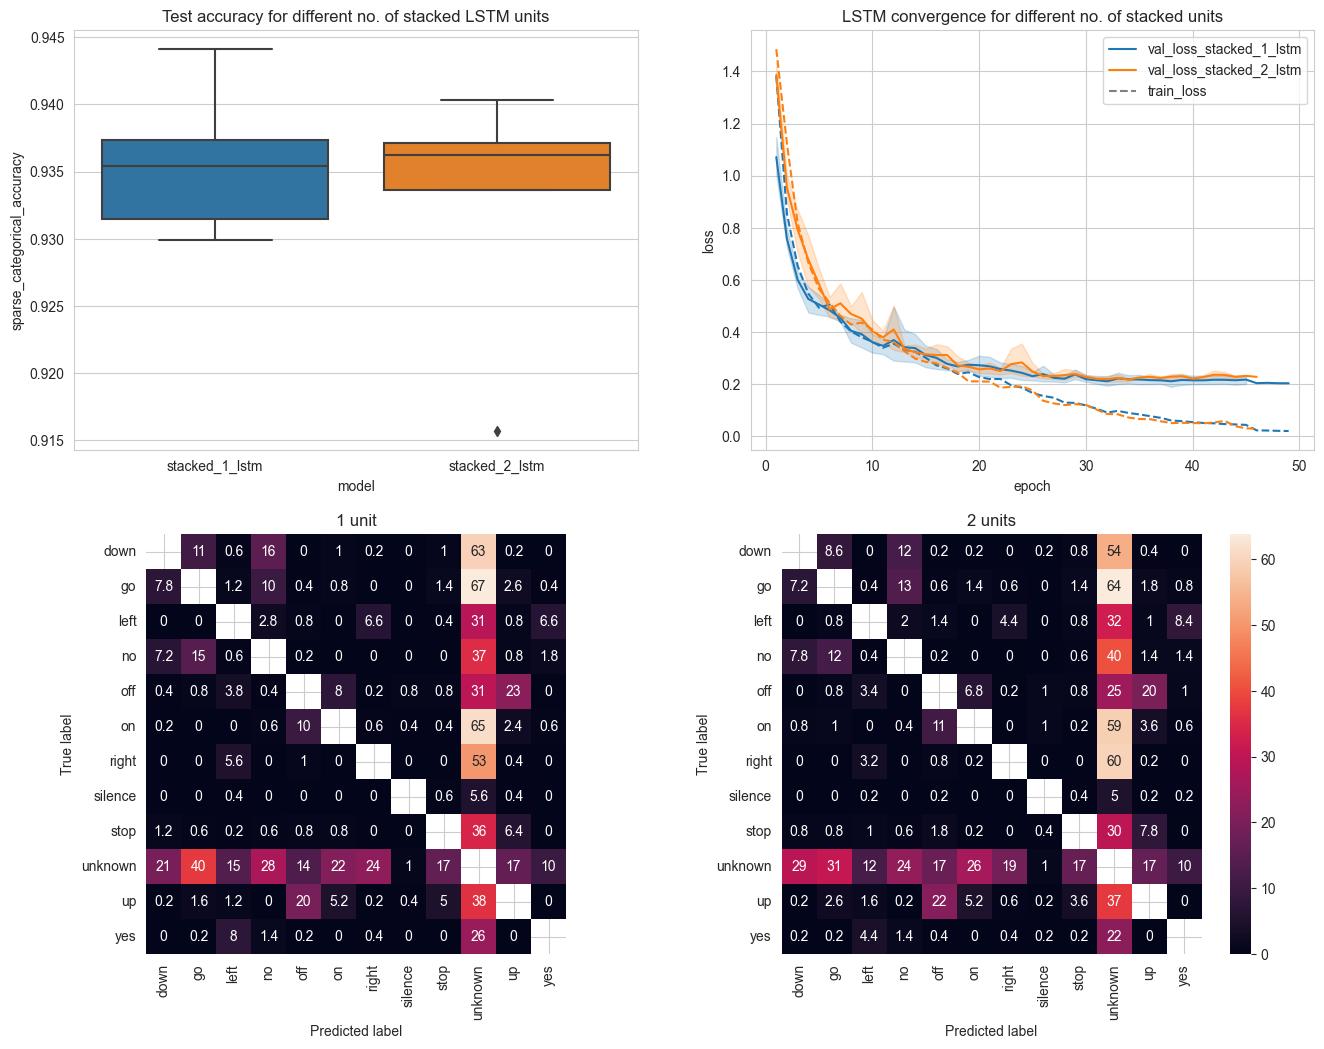 Test accuracy for different no. of stacked LSTM units
0.945
0.940
0.935
0.930
0.925
0.920
0.915
sparse_categorical_accuracy
stacked_1_lstm stacked_2_lstm
model
LSTM convergence for different no. of stacked units
val_loss_stacked_1_lstm
val_loss_stacked_2_lstm
train_loss
1.4
1.2
1.0
0.8
0.6
0.4
0.2
0.0
loss
0 10 20 30 40 50
epoch
1 unit
True label
down 11 0.6 16 0 1 0.2 0 1 63 0.2 0
go 7.8 1.2 10 0.4 0.8 0 0 1.4 67 2.6 0.4
left 0 0 2.8 0.8 0 6.6 0 0.4 31 0.8 6.6
no 7.2 15 0.6 0.2 0 0 0 0 37 0.8 1.8
off 0.4 0.8 3.8 0.4 8 0.2 0.8 0.8 31 23 0
on 0.2 0 0 0.6 10 0.6 0.4 0.4 65 2.4 0.6
right 0 0 5.6 0 1 0 0 0 53 0.4 0
silence 0 0 0.4 0 0 0 0 0.6 5.6 0.4 0
stop 1.2 0.6 0.2 0.6 0.8 0.8 0 0 36 6.4 0
unknown 21 40 15 28 14 22 24 1 17 17 10
up 0.2 1.6 1.2 0 20 5.2 0.2 0.4 5 38 0
yes 0 0.2 8 1.4 0.2 0 0.4 0 0 26 0
down go left no off on right silence stop unknown up yes
Predicted label
2 units
True label
down 8.6 0 12 0.2 0.2 0 0.2 0.8 54 0.4 0
go 7.2 0.4 13 0.6 1.4 0.6 0 1.4 64 1.8 0.8
left 0 0.8 2 1.4 0 4.4 0 0.8 32 1 8.4
no 7.8 12 0.4 0.2 0 0 0 0.6 40 1.4 1.4
off 0 0.8 3.4 0 6.8 0.2 1 0.8 25 20 1
on 0.8 1 0 0.4 11 0 1 0.2 59 3.6 0.6
right 0 0 3.2 0 0.8 0.2 0 0 60 0.2 0
silence 0 0 0.2 0 0.2 0 0 0.4 5 0.2 0.2
stop 0.8 0.8 1 0.6 1.8 0.2 0 0.4 30 7.8 0
unknown 29 31 12 24 17 26 19 1 17 17 10
up 0.2 2.6 1.6 0.2 22 5.2 0.6 0.2 3.6 37 0
yes 0.2 0.2 4.4 1.4 0.4 0 0.4 0.2 0.2 22 0
down go left no off on right silence stop unknown up yes
Predicted label
60
50
40
30
20
10
0